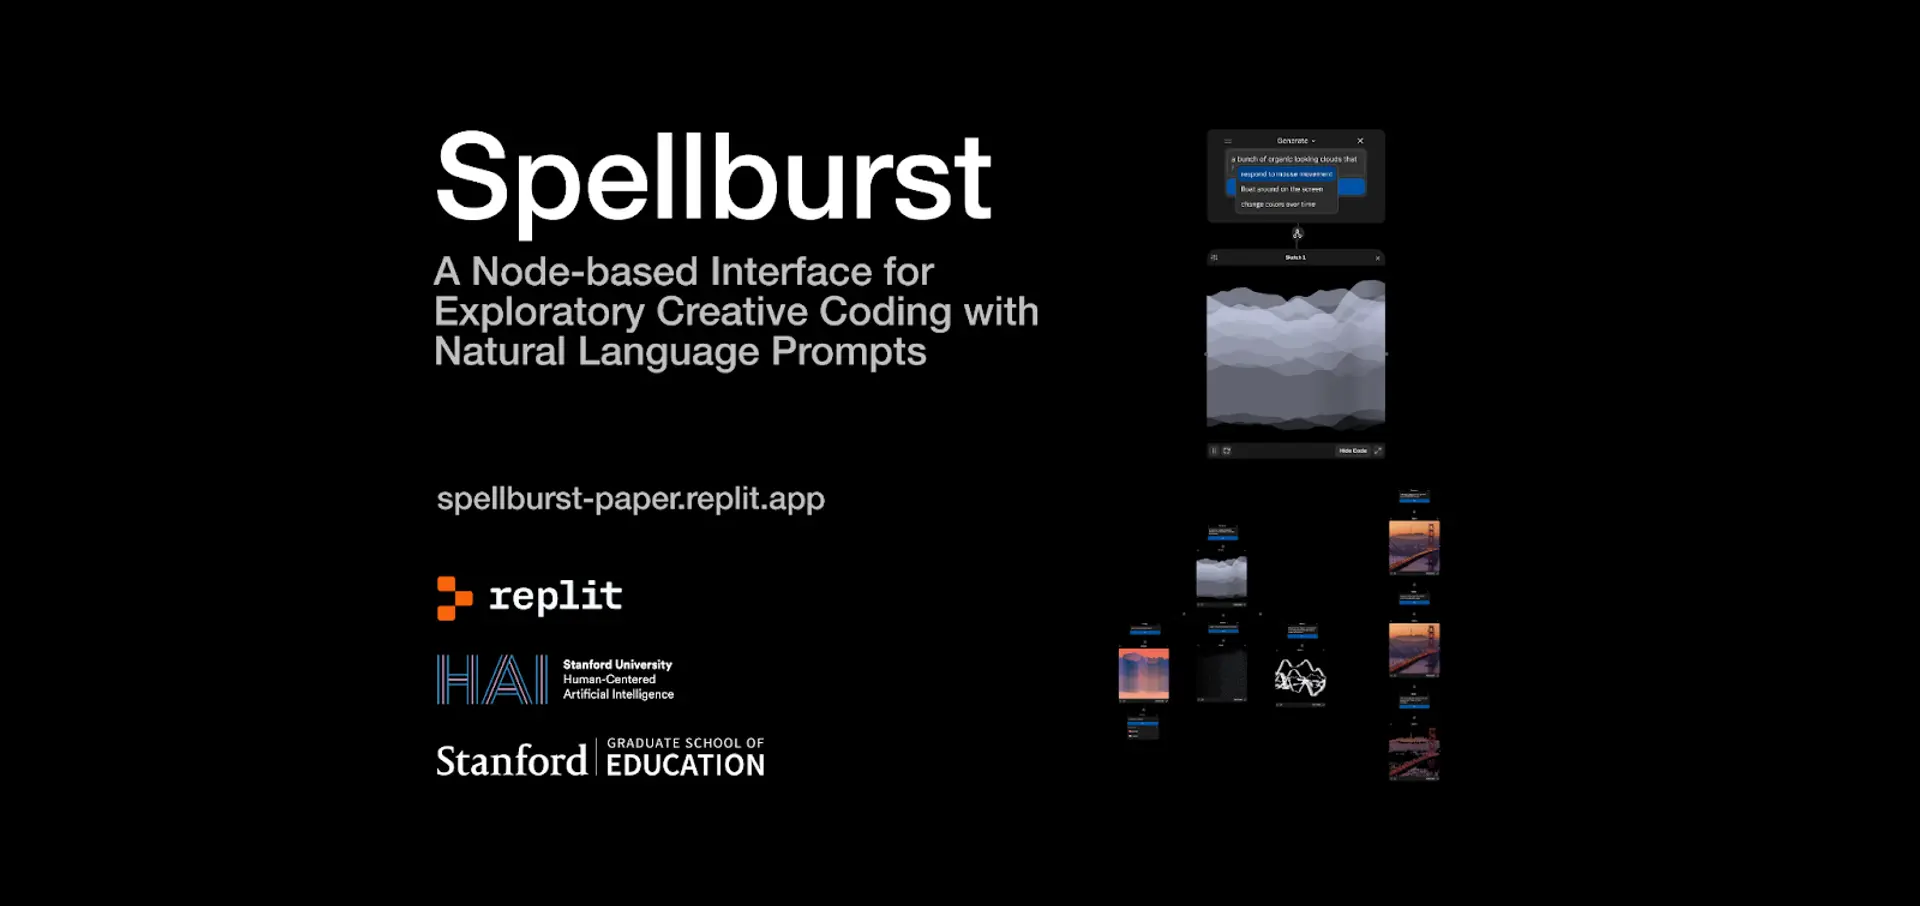 Spellburst
A Node-based Interface for
Exploratory Creative Coding with
Natural Language Prompts
spellburst-paper.replit.app
replit
HAI
Stanford University
Human-Centered
Artificial Intelligence
Stanford
GRADUATE SCHOOL OF
EDUCATION
Generate
a bunch of organic looking clouds that
respond to mouse movement
float around on the screen
change colors over time
Sketch 1
Hide Code